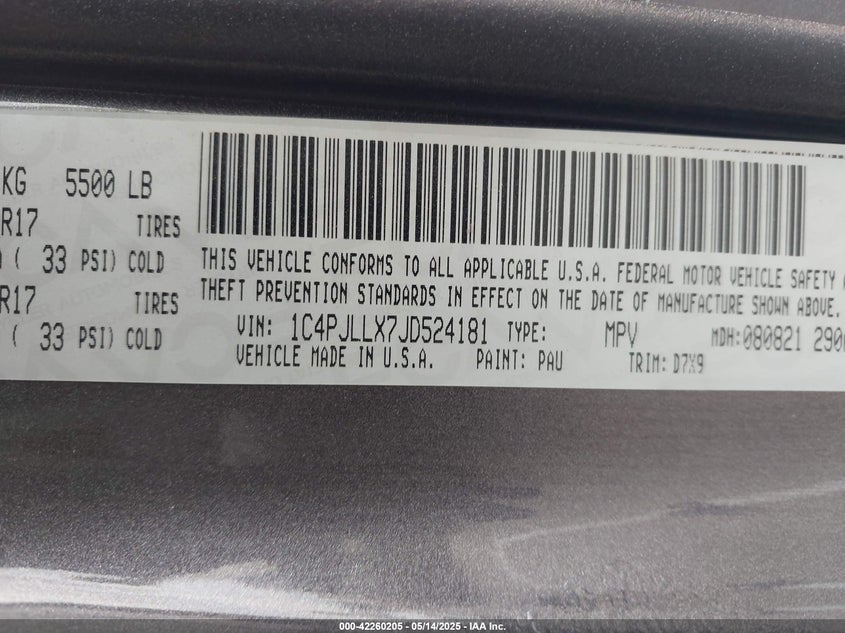 KG 5500 LB
R17 TIRES
( 33 PSI) COLD
R17 TIRES
( 33 PSI) COLD
THIS VEHICLE CONFORMS TO ALL APPLICABLE U.S.A. FEDERAL MOTOR VEHICLE SAFETY
THEFT PREVENTION STANDARDS IN EFFECT ON THE DATE OF MANUFACTURE SHOWN ABOVE.
VIN: 1C4PJLLX7JD524181 TYPE: MPV MDH:080821 290
VEHICLE MADE IN U.S.A. PAINT: PAU TRIM: D7X9
000-42260205 - 05/14/2025 - IAA Inc.